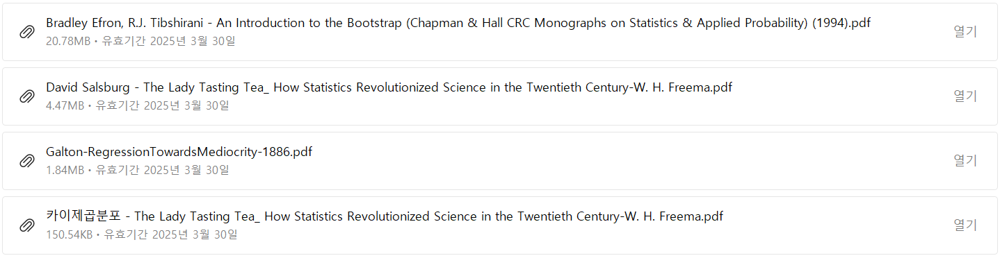 Bradley Efron, R.J. Tibshirani - An Introduction to the Bootstrap (Chapman & Hall CRC Monographs on Statistics & Applied Probability) (1994).pdf
20.78MB • 유효기간 2025년 3월 30일
열기
David Salsburg - The Lady Tasting Tea_ How Statistics Revolutionized Science in the Twentieth Century-W. H. Freema.pdf
4.47MB • 유효기간 2025년 3월 30일
열기
Galton-RegressionTowardsMediocrity-1886.pdf
1.84MB • 유효기간 2025년 3월 30일
열기
카이제곱분포 - The Lady Tasting Tea_ How Statistics Revolutionized Science in the Twentieth Century-W. H. Freema.pdf
150.54KB • 유효기간 2025년 3월 30일
열기